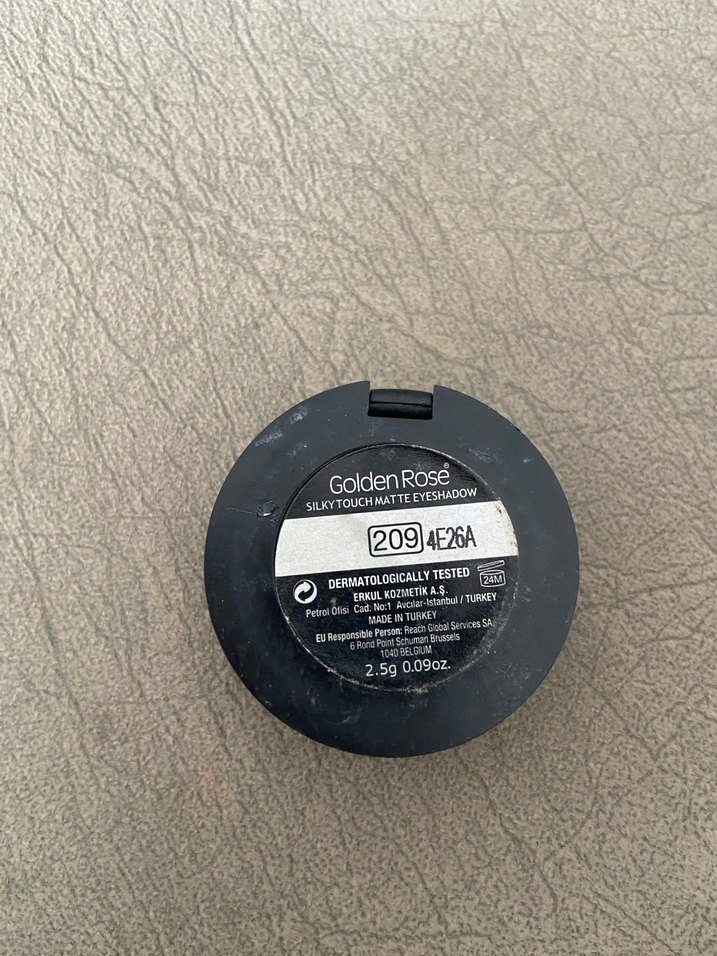 Golden Rose®
SILKY TOUCH MATTE EYESHADOW
209 4E26A
DERMATOLOGICALLY TESTED
24M
ERKUL KOZMETİK A.Ş.
Petrol Ofisi Cad. No:1 Avcılar-Istanbul / TURKEY
MADE IN TURKEY
EU Responsible Person: Reach Global Services SA
6 Rond Point Schuman Brussels
1040 BELGIUM
2.5g 0.09oz.